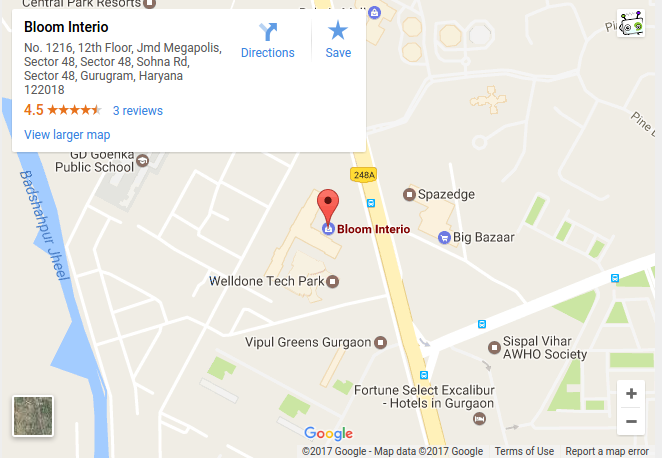 Central Park Resorts
Bloom Interio
No. 1216, 12th Floor, Jmd Megapolis,
Sector 48, Sector 48, Sohna Rd,
Sector 48, Gurugram, Haryana
122018
4.5
3 reviews
View larger map
Directions
Save
GD Goenka
Public School
Badshahpur Jheel
248A
Spazedge
Bloom Interio
Big Bazaar
Welldone Tech Park
Vipul Greens Gurgaon
Sispal Vihar
AWHO Society
Fortune Select Excalibur
- Hotels in Gurgaon
Pine
+
−
Google
©2017 Google - Map data ©2017 Google
Terms of Use
Report a map error